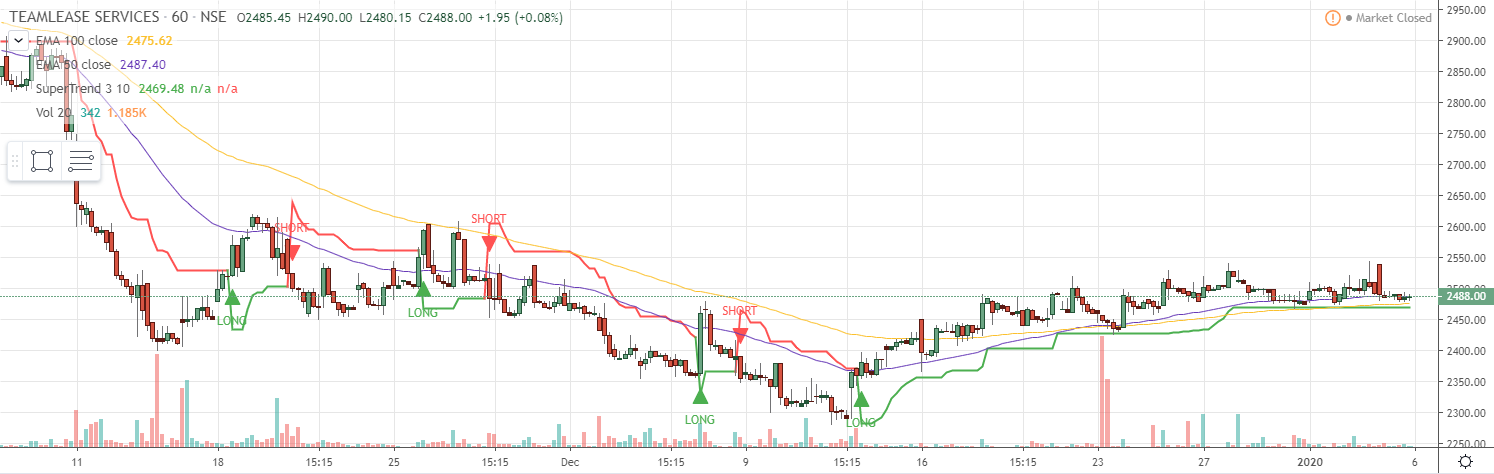 TEAMLEASE SERVICES · 60 · NSE O2485.45 H2490.00 L2480.15 C2488.00 +1.95 (+0.08%)
Market Closed
EMA 100 close 2475.62
EMA 50 close 2487.40
SuperTrend 3 10 2469.48 n/a n/a
Vol 20 342 1.185K
2950.00
2900.00
2850.00
2800.00
2750.00
2700.00
2650.00
2600.00
2550.00
2500.00
2488.00
2450.00
2400.00
2350.00
2300.00
2250.00
SHORT
SHORT
LONG
LONG
SHORT
LONG
LONG
11 18 15:15 25 15:15 Dec 15:15 9 15:15 16 15:15 23 27 2020 6